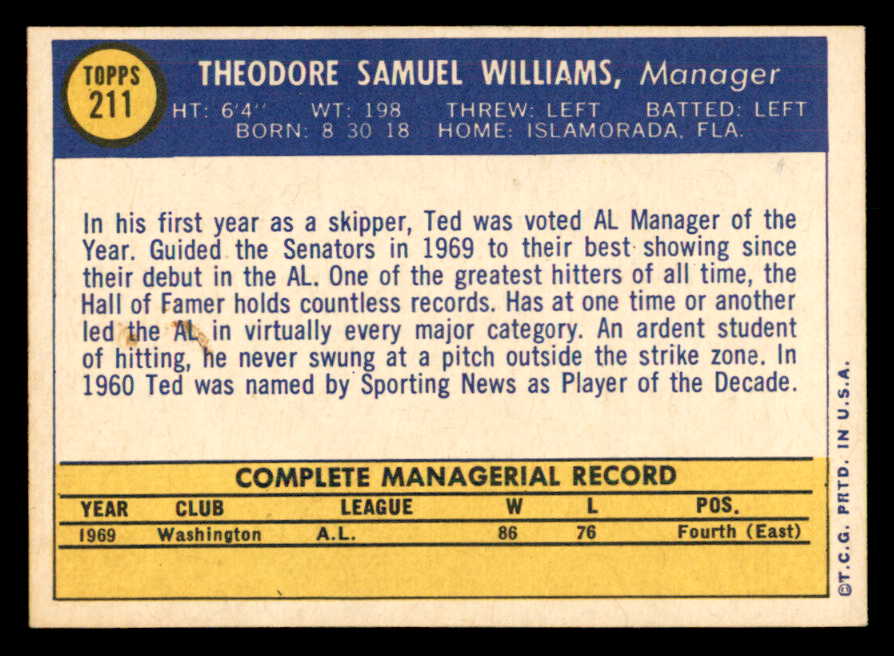 TOPPS
211
THEODORE SAMUEL WILLIAMS, Manager
HT: 6'4" WT: 198 THREW: LEFT BATTED: LEFT
BORN: 8 30 18 HOME: ISLAMORADA, FLA.
In his first year as a skipper, Ted was voted AL Manager of the
Year. Guided the Senators in 1969 to their best showing since
their debut in the AL. One of the greatest hitters of all time, the
Hall of Famer holds countless records. Has at one time or another
led the AL in virtually every major category. An ardent student
of hitting, he never swung at a pitch outside the strike zone. In
1960 Ted was named by Sporting News as Player of the Decade.
COMPLETE MANAGERIAL RECORD
YEAR CLUB LEAGUE W L POS.
1969 Washington A.L. 86 76 Fourth (East)
©T.C.G. PRTD. IN U.S.A.